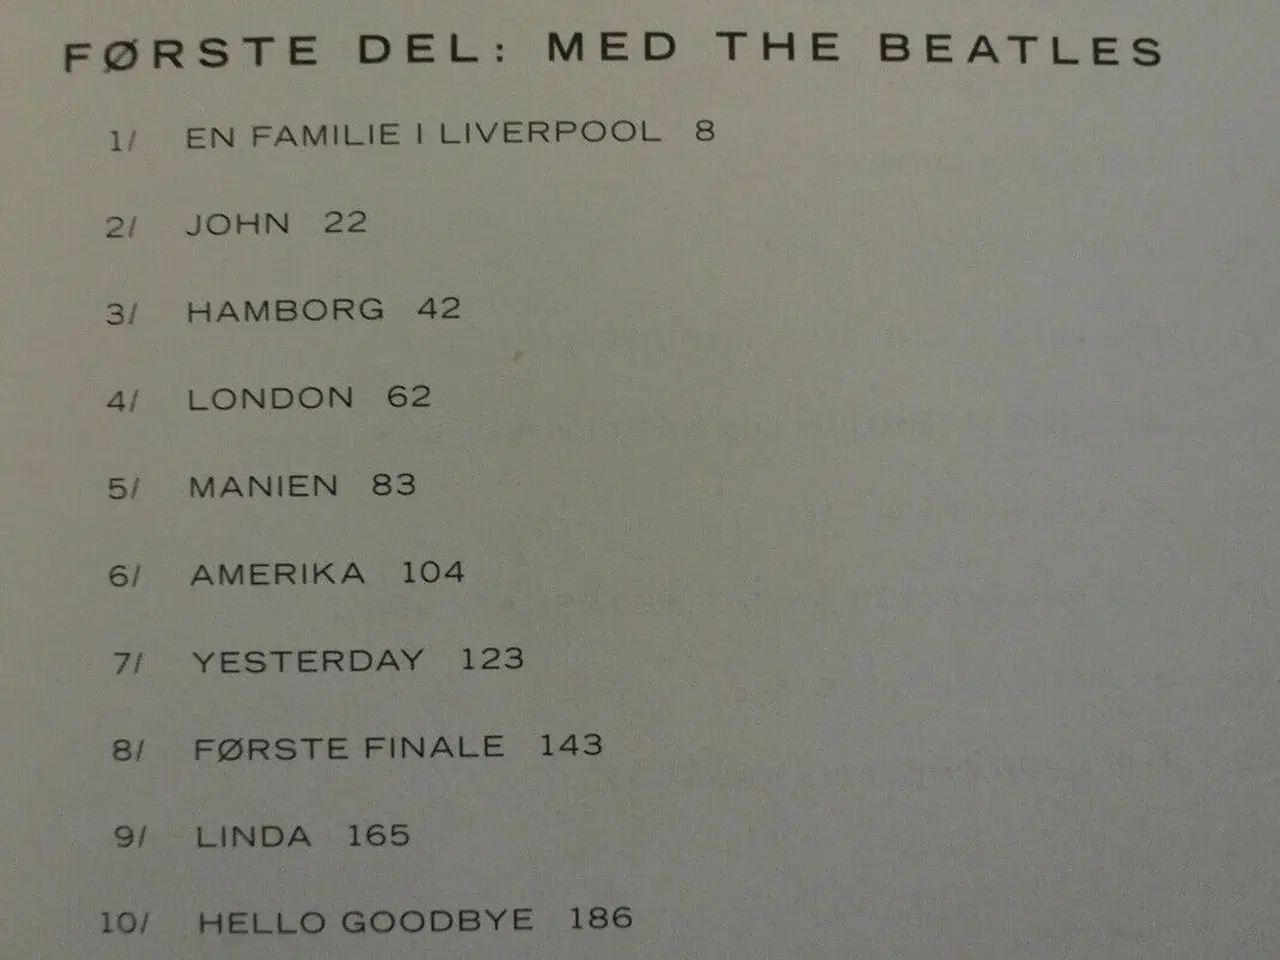 FØRSTE DEL: MED THE BEATLES
1/ EN FAMILIE I LIVERPOOL 8
2/ JOHN 22
3/ HAMBORG 42
4/ LONDON 62
5/ MANIEN 83
6/ AMERIKA 104
7/ YESTERDAY 123
8/ FØRSTE FINALE 143
9/ LINDA 165
10/ HELLO GOODBYE 186